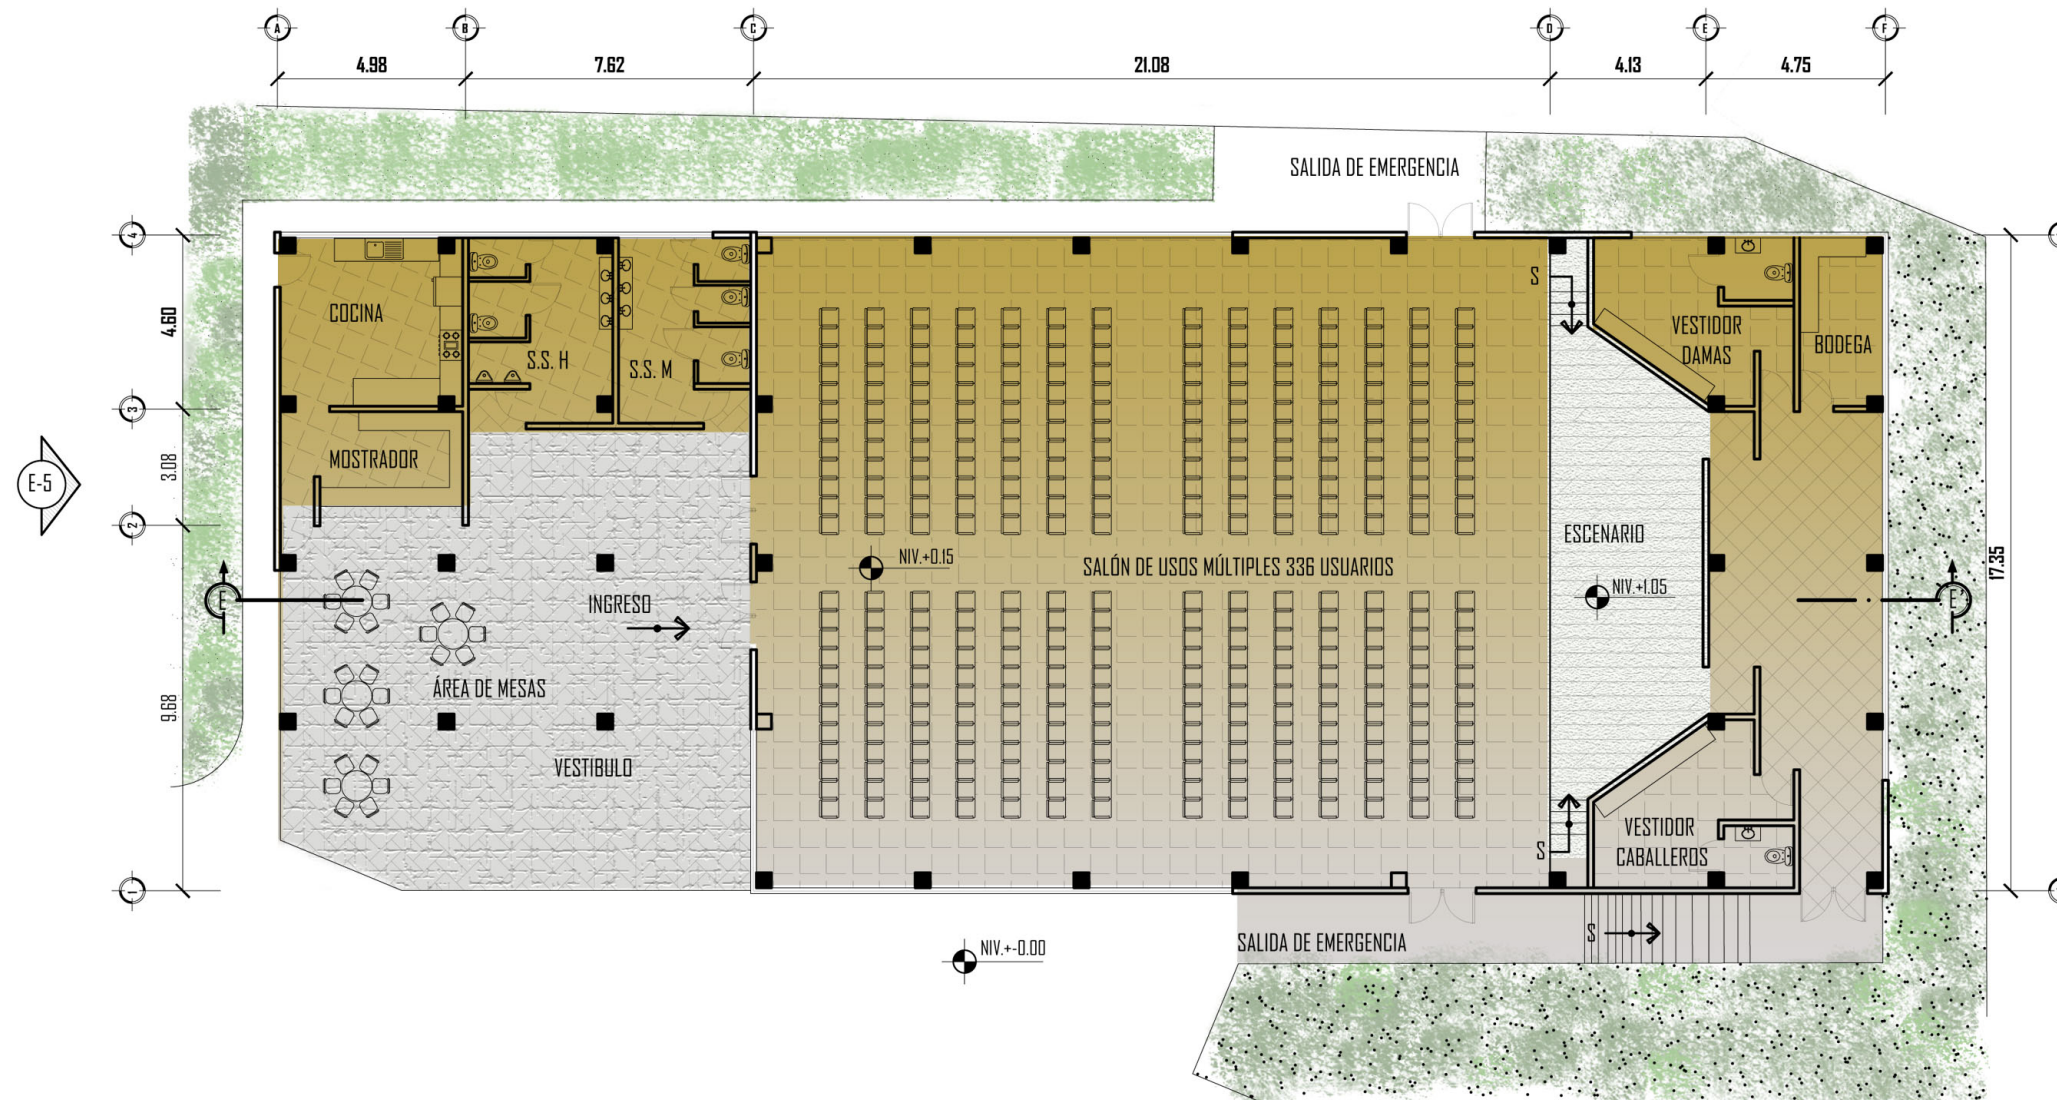 A
B
C
D
E
F
4.98
7.62
21.08
4.13
4.75
SALIDA DE EMERGENCIA
4
4.60
3
3.08
2
9.68
1
E-5
E
COCINA
S.S. H
S.S. M
MOSTRADOR
S
VESTIDOR
DAMAS
BODEGA
ESCENARIO
NIV.+0.15
SALÓN DE USOS MÚLTIPLES 336 USUARIOS
NIV.+1.05
INGRESO
ÁREA DE MESAS
VESTIBULO
E'
17.35
VESTIDOR
CABALLEROS
S
SALIDA DE EMERGENCIA
S
NIV.+-0.00